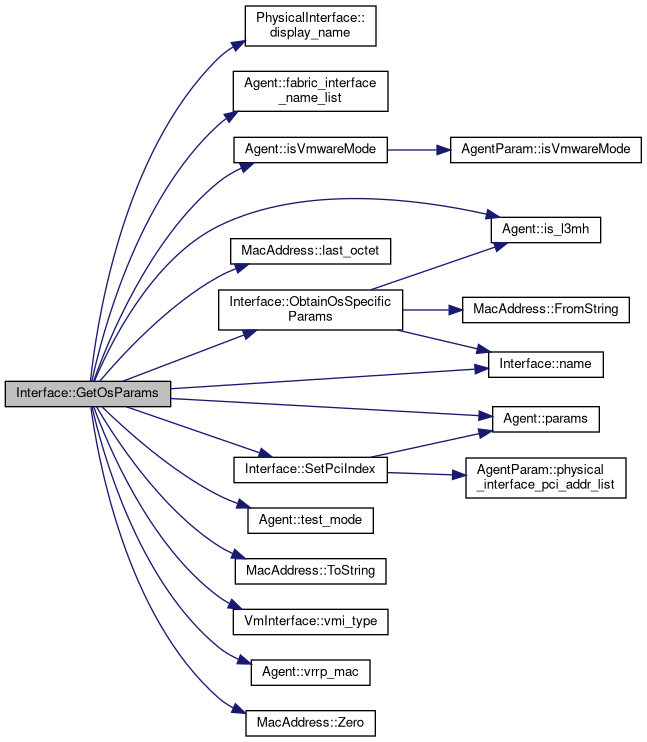 PhysicalInterface::
display_name
Agent::fabric_interface
_name_list
Agent::isVmwareMode
AgentParam::isVmwareMode
Agent::is_l3mh
MacAddress::last_octet
Interface::ObtainOsSpecific
Params
MacAddress::FromString
Interface::name
Interface::GetOsParams
Agent::params
Interface::SetPciIndex
AgentParam::physical
_interface_pci_addr_list
Agent::test_mode
MacAddress::ToString
VmInterface::vmi_type
Agent::vrrp_mac
MacAddress::Zero